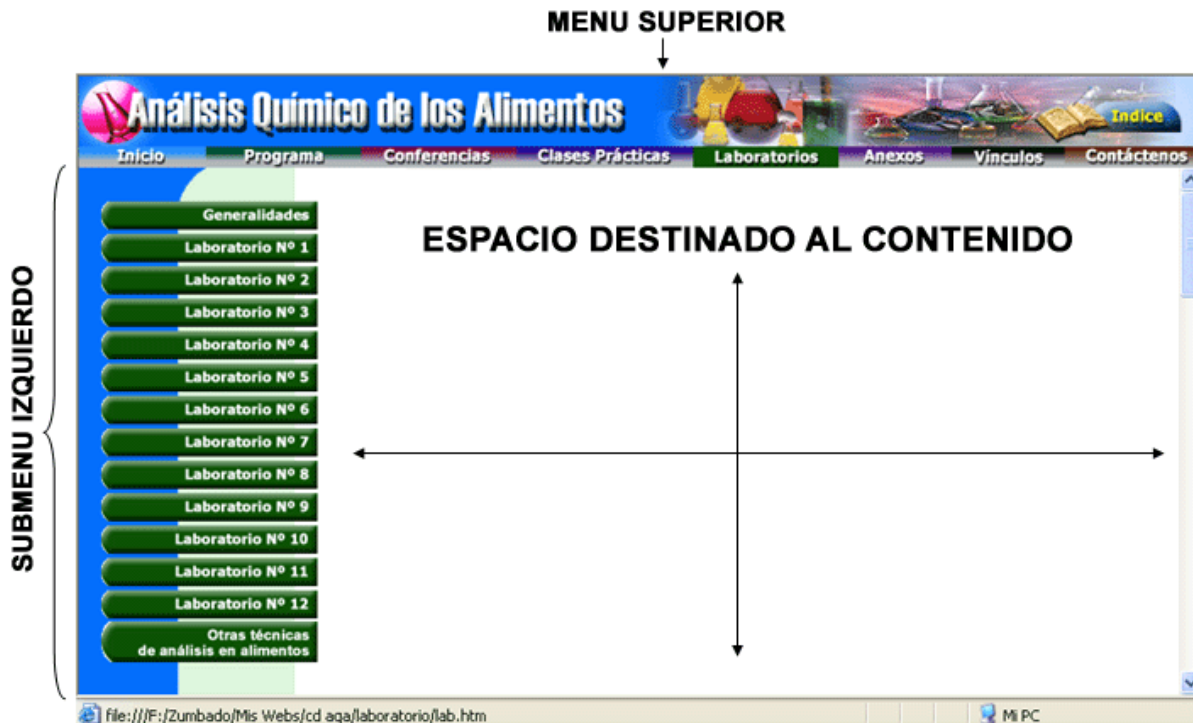 MENU SUPERIOR
Análisis Químico de los Alimentos
Indice
Inicio Programa Conferencias Clases Prácticas Laboratorios Anexos Vínculos Contáctenos
SUBMENU IZQUIERDO
Generalidades
Laboratorio Nº 1
Laboratorio Nº 2
Laboratorio Nº 3
Laboratorio Nº 4
Laboratorio Nº 5
Laboratorio Nº 6
Laboratorio Nº 7
Laboratorio Nº 8
Laboratorio Nº 9
Laboratorio Nº 10
Laboratorio Nº 11
Laboratorio Nº 12
Otras técnicas
de análisis en alimentos
ESPACIO DESTINADO AL CONTENIDO
file:///F:/Zumbado/Mis Webs/cd aqa/laboratorio/lab.htm
Mi PC